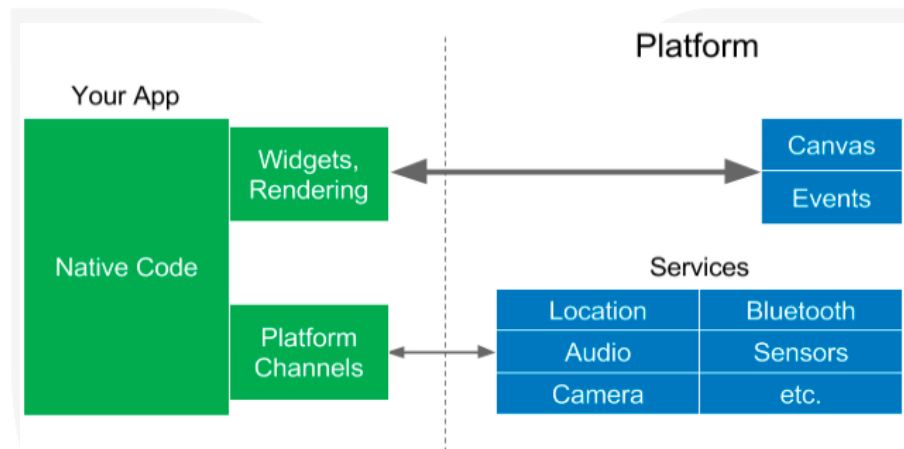 Platform
Your App
Widgets,
Rendering
Canvas
Events
Native Code
Services
Location
Bluetooth
Platform
Channels
Audio
Sensors
Camera
etc.